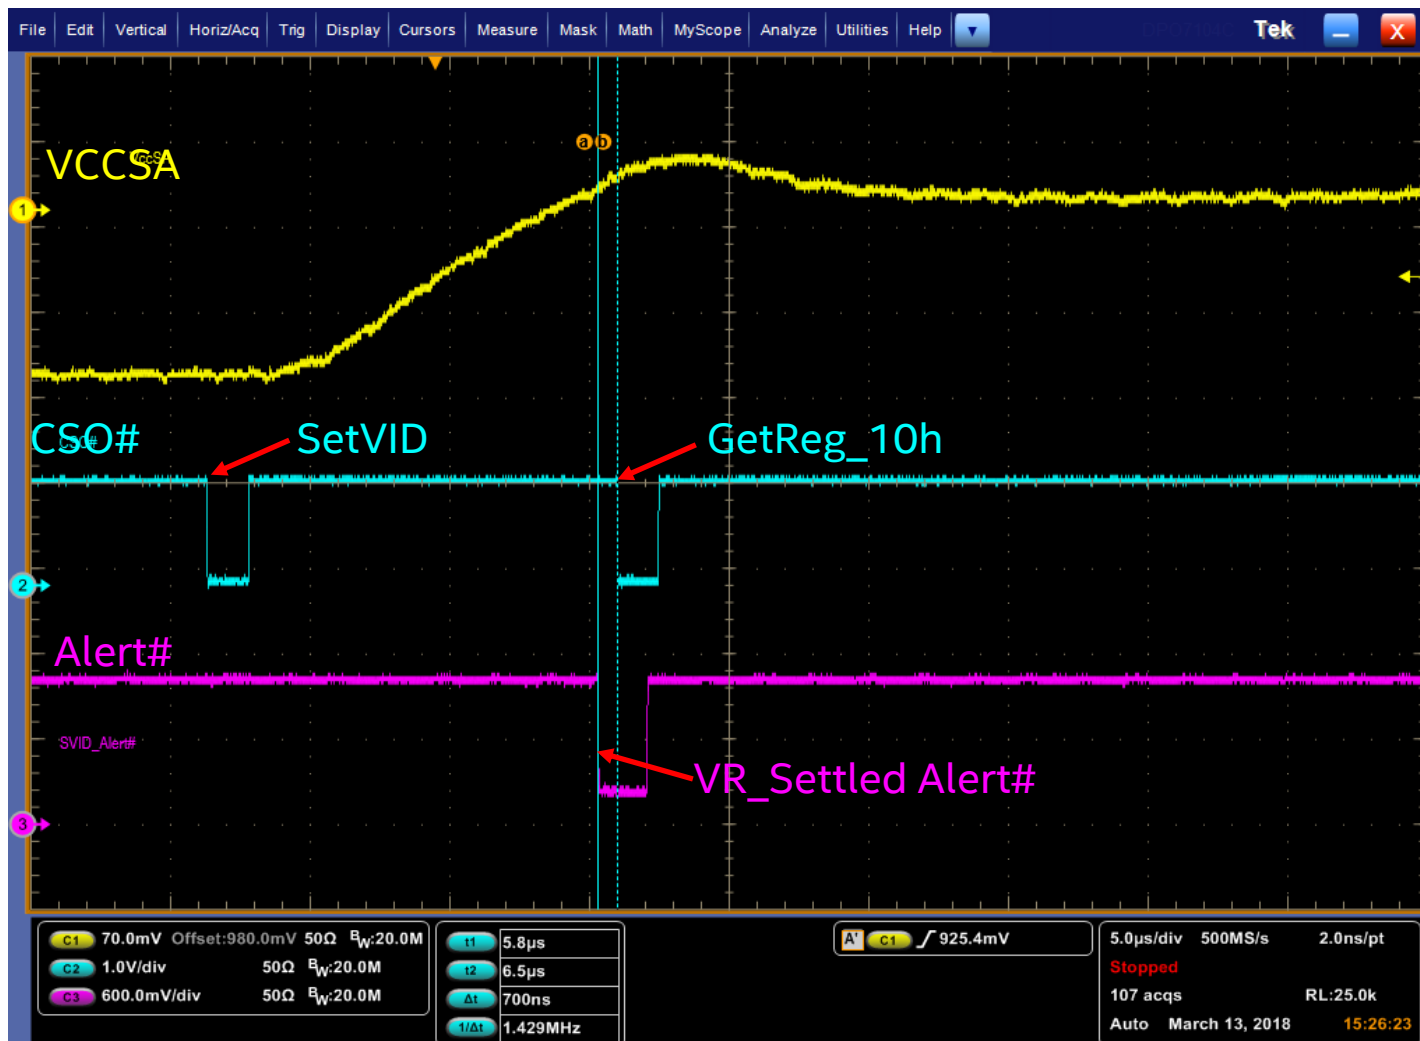 File Edit Vertical Horiz/Acq Trig Display Cursors Measure Mask Math MyScope Analyze Utilities Help Tek X
a b
VCCSA
1
CSO# SetVID GetReg_10h
CSO#
2
Alert#
SVID_Alert#
VR_Settled Alert#
3
C1 70.0mV Offset:980.0mV 50Ω BW:20.0M
C2 1.0V/div 50Ω BW:20.0M
C3 600.0mV/div 50Ω BW:20.0M
t1 5.8µs
t2 6.5µs
Δt 700ns
1/Δt 1.429MHz
A' C1 925.4mV
5.0µs/div 500MS/s 2.0ns/pt
Stopped
107 acqs RL:25.0k
Auto March 13, 2018 15:26:23